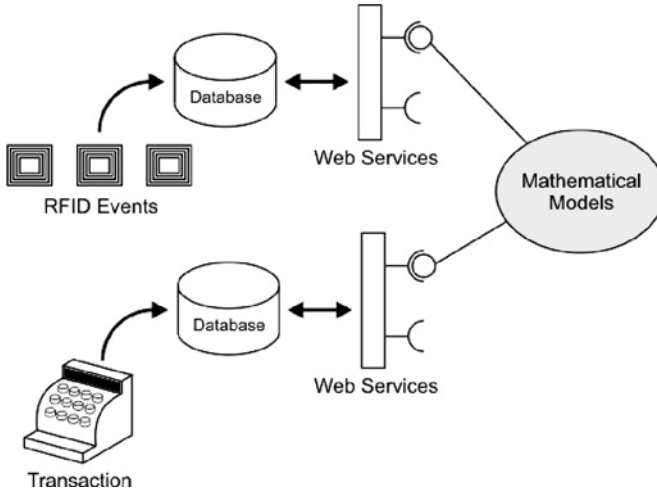 Database
Web Services
RFID Events
Mathematical
Models
Database
Web Services
Transaction